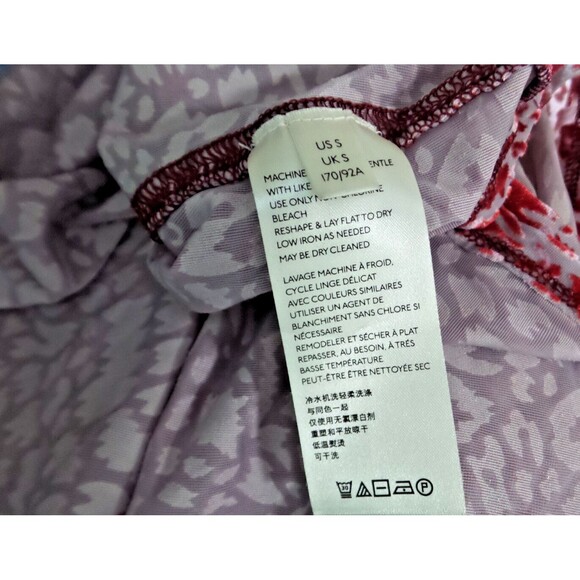 US S
UK S
170/92A
MACHINE ENTLE
WITH LIKE
USE ONLY NON-CHLORINE
BLEACH
RESHAPE & LAY FLAT TO DRY
LOW IRON AS NEEDED
MAY BE DRY CLEANED
LAVAGE MACHINE À FROID,
CYCLE LINGE DÉLICAT
AVEC COULEURS SIMILAIRES
UTILISER UN AGENT DE
BLANCHIMENT SANS CHLORE SI
NÉCESSAIRE
REMODELER ET SÉCHER À PLAT
REPASSER, AU BESOIN, À TRÈS
BASSE TEMPÉRATURE
PEUT-ÊTRE ÊTRE NETTOYÉE SEC
冷水机洗轻柔洗涤
与同色一起
仅使用无氯漂白剂
重塑和平放晾干
低温熨烫
可干洗
30
P